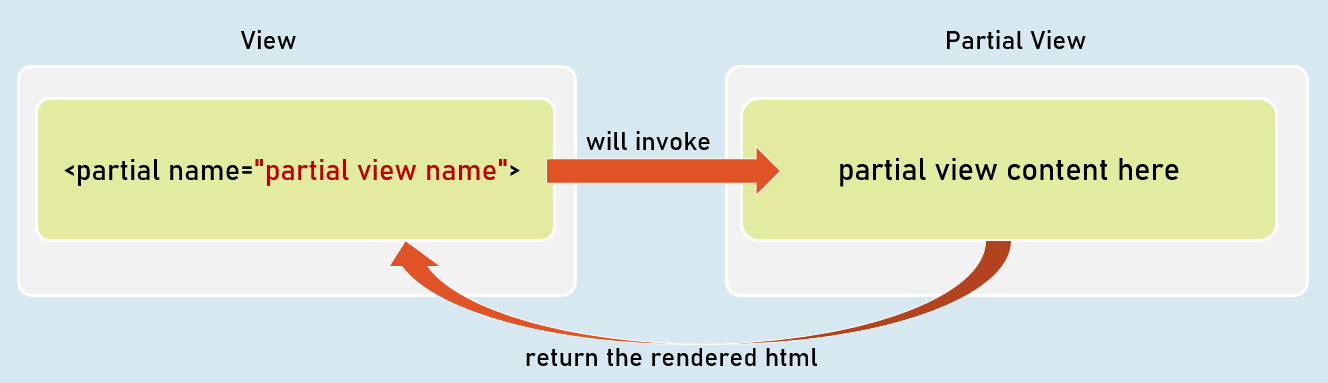 View
Partial View
<partial name="partial view name">
will invoke
partial view content here
return the rendered html